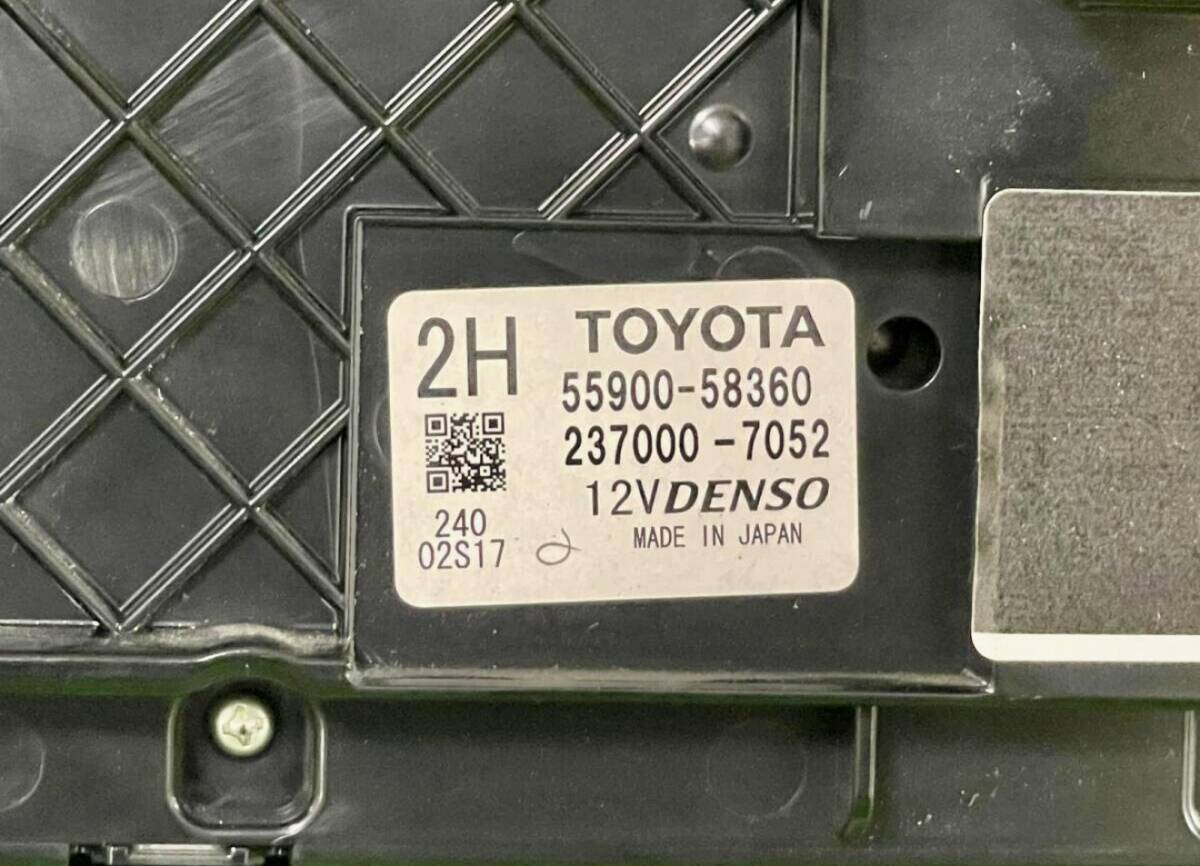 2H
TOYOTA
55900-58360
237000-7052
12V DENSO
MADE IN JAPAN
240
02S17